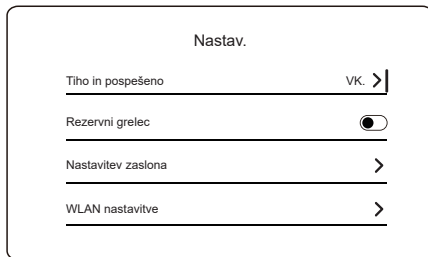 Nastav.
Tiho in pospešeno VK.
Rezervni grelec
Nastavitev zaslona
WLAN nastavitve